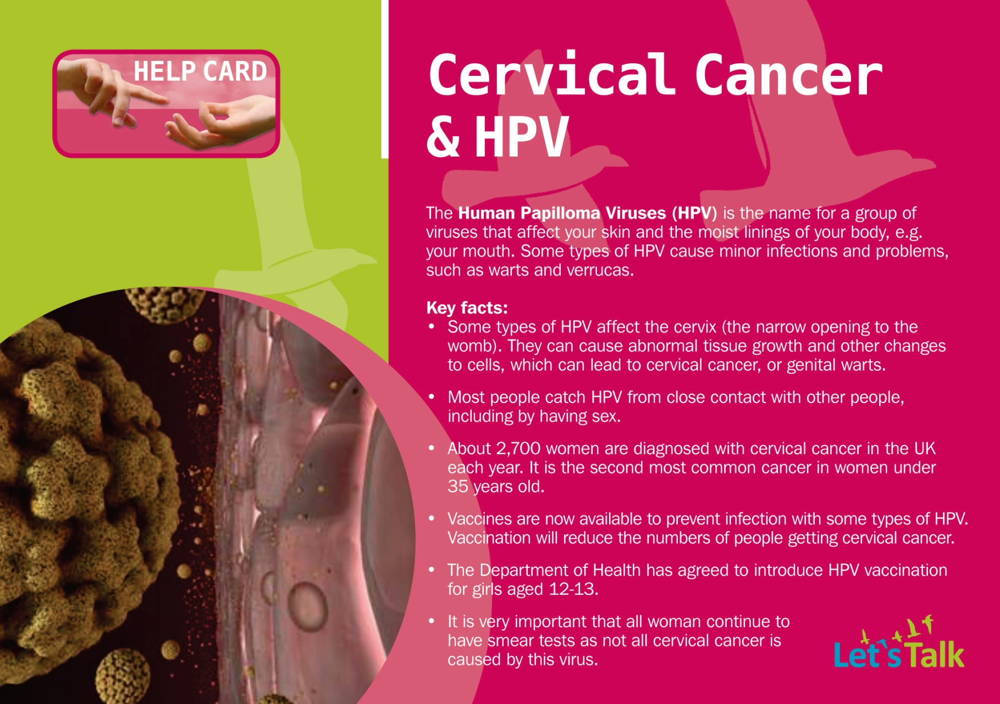 HELP CARD
Cervical Cancer
& HPV
The Human Papilloma Viruses (HPV) is the name for a group of
viruses that affect your skin and the moist linings of your body, e.g.
your mouth. Some types of HPV cause minor infections and problems,
such as warts and verrucas.
Key facts:
• Some types of HPV affect the cervix (the narrow opening to the
womb). They can cause abnormal tissue growth and other changes
to cells, which can lead to cervical cancer, or genital warts.
• Most people catch HPV from close contact with other people,
including by having sex.
• About 2,700 women are diagnosed with cervical cancer in the UK
each year. It is the second most common cancer in women under
35 years old.
• Vaccines are now available to prevent infection with some types of HPV.
Vaccination will reduce the numbers of people getting cervical cancer.
• The Department of Health has agreed to introduce HPV vaccination
for girls aged 12-13.
• It is very important that all woman continue to
have smear tests as not all cervical cancer is
caused by this virus.
Let's Talk